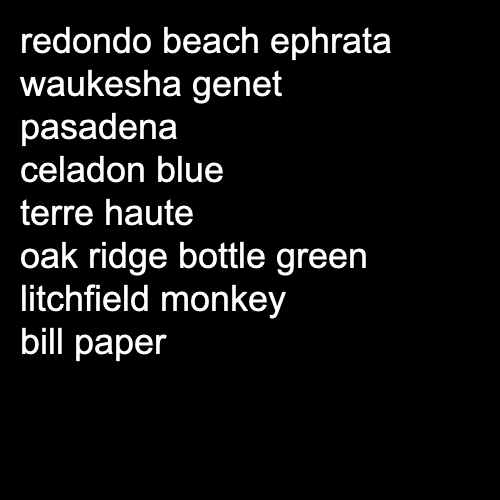 redondo beach ephrata
waukesha genet
pasadena
celadon blue
terre haute
oak ridge bottle green
litchfield monkey
bill paper